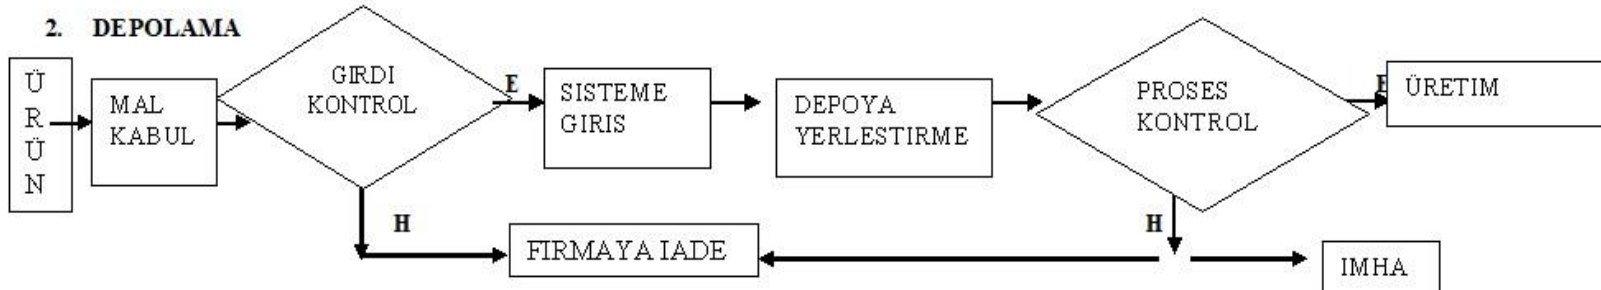 2. DEPOLAMA
Ü
R
Ü
N
MAL
KABUL
GIRDI
KONTROL
E
SISTEME
GIRIS
DEPOYA
YERLESTIRME
PROSES
KONTROL
E
ÜRETIM
H
FIRMAYA IADE
H
IMHA